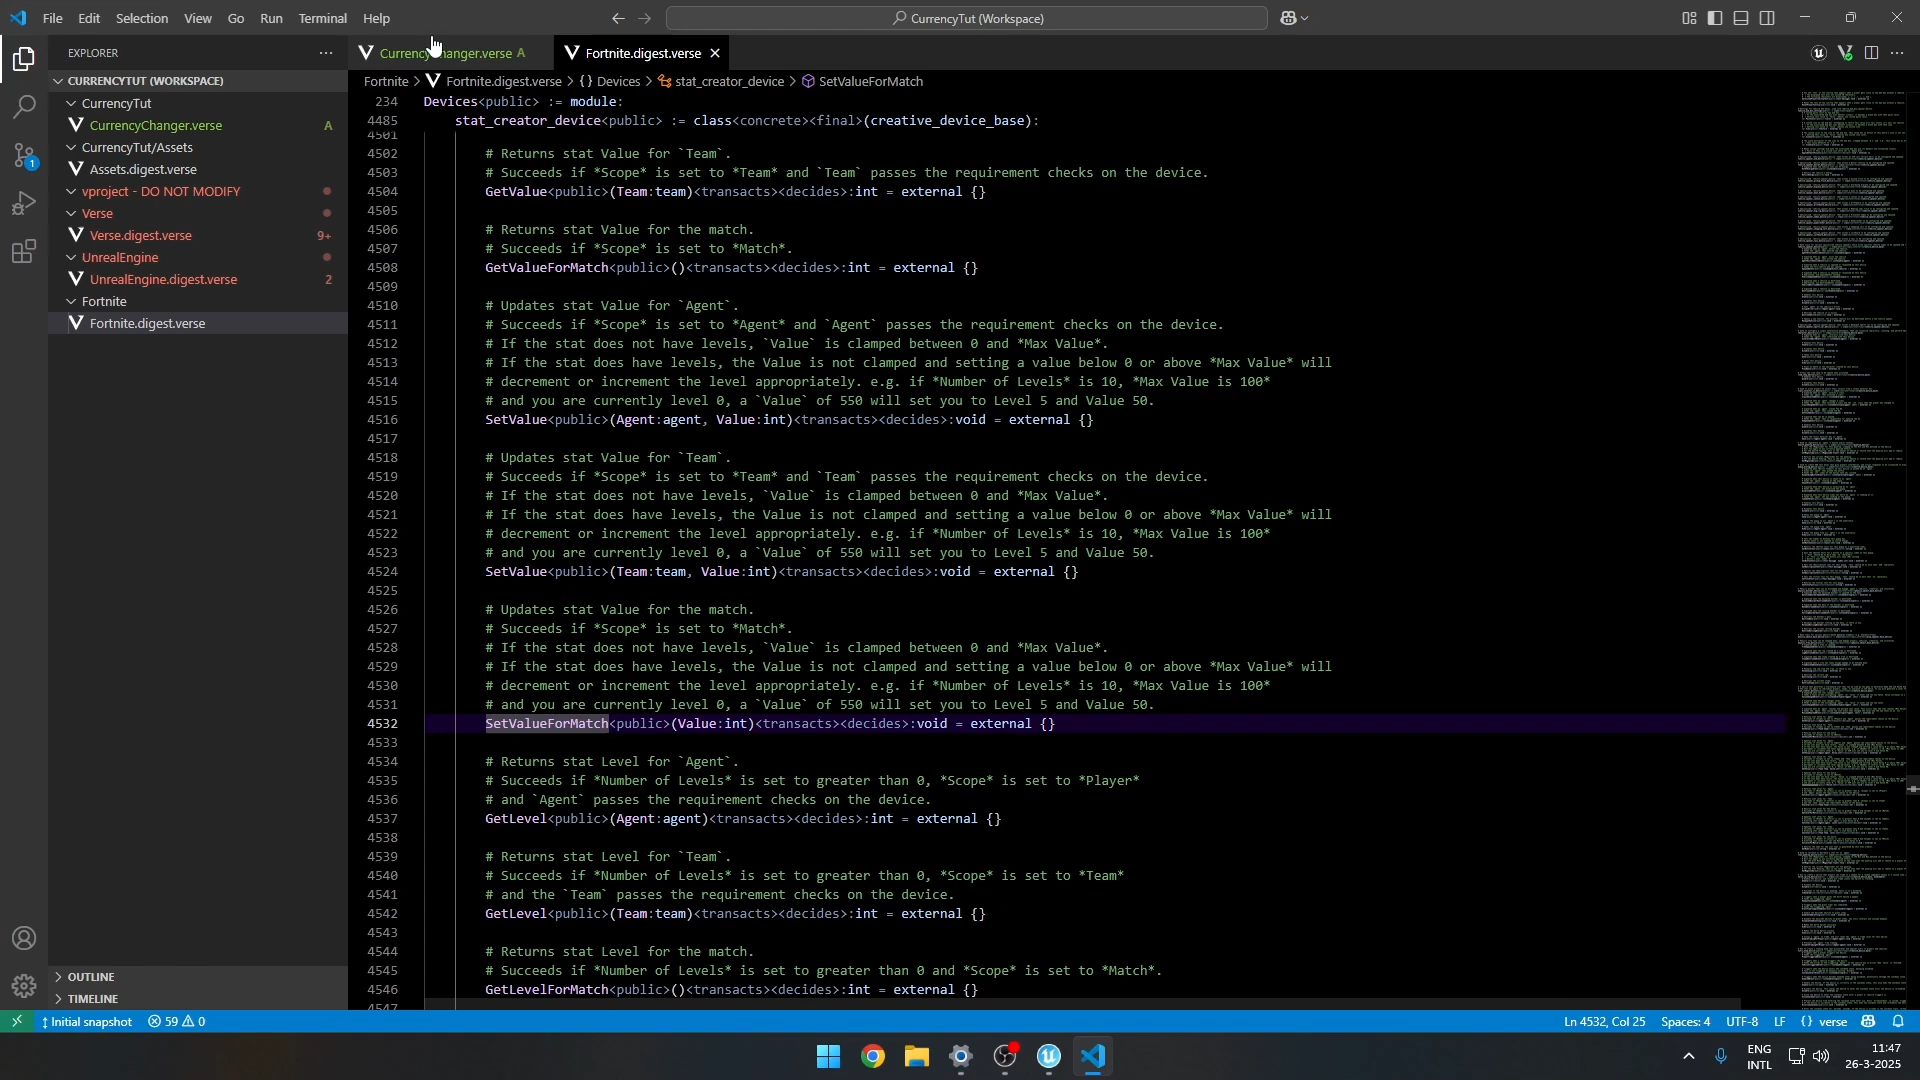 File Edit Selection View Go Run Terminal Help
CurrencyTut (Workspace)
EXPLORER
CurrencyChanger.verse A
Fortnite.digest.verse
CURRENCYTUT (WORKSPACE)
Fortnite > Fortnite.digest.verse > {} Devices > stat_creator_device > SetValueForMatch
CurrencyTut
CurrencyChanger.verse A
CurrencyTut/Assets
Assets.digest.verse
vproject - DO NOT MODIFY
Verse
Verse.digest.verse 9+
UnrealEngine
UnrealEngine.digest.verse 2
Fortnite
Fortnite.digest.verse
1
OUTLINE
TIMELINE
234 Devices<public> := module:
4485 stat_creator_device<public> := class<concrete><final>(creative_device_base):
4501
4502 # Returns stat Value for `Team`.
4503 # Succeeds if *Scope* is set to *Team* and `Team` passes the requirement checks on the device.
4504 GetValue<public>(Team:team)<transacts><decides>:int = external {}
4505
4506 # Returns stat Value for the match.
4507 # Succeeds if *Scope* is set to *Match*.
4508 GetValueForMatch<public>()<transacts><decides>:int = external {}
4509
4510 # Updates stat Value for `Agent`.
4511 # Succeeds if *Scope* is set to *Agent* and `Agent` passes the requirement checks on the device.
4512 # If the stat does not have levels, `Value` is clamped between 0 and *Max Value*.
4513 # If the stat does have levels, the Value is not clamped and setting a value below 0 or above *Max Value* will
4514 # decrement or increment the level appropriately. e.g. if *Number of Levels* is 10, *Max Value is 100*
4515 # and you are currently level 0, a `Value` of 550 will set you to Level 5 and Value 50.
4516 SetValue<public>(Agent:agent, Value:int)<transacts><decides>:void = external {}
4517
4518 # Updates stat Value for `Team`.
4519 # Succeeds if *Scope* is set to *Team* and `Team` passes the requirement checks on the device.
4520 # If the stat does not have levels, `Value` is clamped between 0 and *Max Value*.
4521 # If the stat does have levels, the Value is not clamped and setting a value below 0 or above *Max Value* will
4522 # decrement or increment the level appropriately. e.g. if *Number of Levels* is 10, *Max Value is 100*
4523 # and you are currently level 0, a `Value` of 550 will set you to Level 5 and Value 50.
4524 SetValue<public>(Team:team, Value:int)<transacts><decides>:void = external {}
4525
4526 # Updates stat Value for the match.
4527 # Succeeds if *Scope* is set to *Match*.
4528 # If the stat does not have levels, `Value` is clamped between 0 and *Max Value*.
4529 # If the stat does have levels, the Value is not clamped and setting a value below 0 or above *Max Value* will
4530 # decrement or increment the level appropriately. e.g. if *Number of Levels* is 10, *Max Value is 100*
4531 # and you are currently level 0, a `Value` of 550 will set you to Level 5 and Value 50.
4532 SetValueForMatch<public>(Value:int)<transacts><decides>:void = external {}
4533
4534 # Returns stat Level for `Agent`.
4535 # Succeeds if *Number of Levels* is set to greater than 0, *Scope* is set to *Player*
4536 # and `Agent` passes the requirement checks on the device.
4537 GetLevel<public>(Agent:agent)<transacts><decides>:int = external {}
4538
4539 # Returns stat Level for `Team`.
4540 # Succeeds if *Number of Levels* is set to greater than 0, *Scope* is set to *Team*
4541 # and the `Team` passes the requirement checks on the device.
4542 GetLevel<public>(Team:team)<transacts><decides>:int = external {}
4543
4544 # Returns stat Level for the match.
4545 # Succeeds if *Number of Levels* is set to greater than 0 and *Scope* is set to *Match*.
4546 GetLevelForMatch<public>()<transacts><decides>:int = external {}
4547
Initial snapshot 59 0
Ln 4532, Col 25 Spaces: 4 UTF-8 LF {} verse
ENG
INTL
11:47
26-3-2025